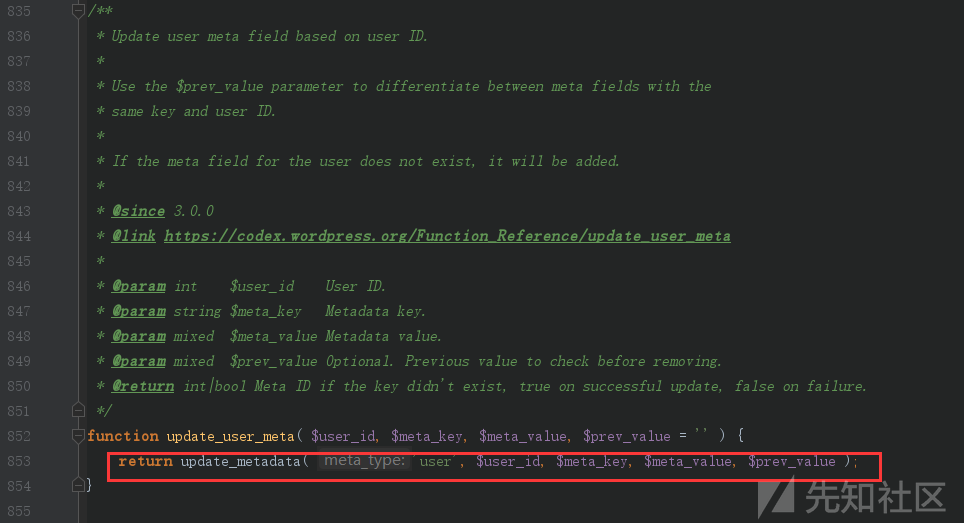 835 /**
836 * Update user meta field based on user ID.
837 *
838 * Use the $prev_value parameter to differentiate between meta fields with the
839 * same key and user ID.
840 *
841 * If the meta field for the user does not exist, it will be added.
842 *
843 * @since 3.0.0
844 * @link https://codex.wordpress.org/Function_Reference/update_user_meta
845 *
846 * @param int    $user_id    User ID.
847 * @param string $meta_key   Metadata key.
848 * @param mixed  $meta_value Metadata value.
849 * @param mixed  $prev_value Optional. Previous value to check before removing.
850 * @return int|bool Meta ID if the key didn't exist, true on successful update, false on failure.
851 */
852 function update_user_meta( $user_id, $meta_key, $meta_value, $prev_value = '' ) {
853 return update_metadata( meta_type: 'user', $user_id, $meta_key, $meta_value, $prev_value );
854 }
855
先知社区